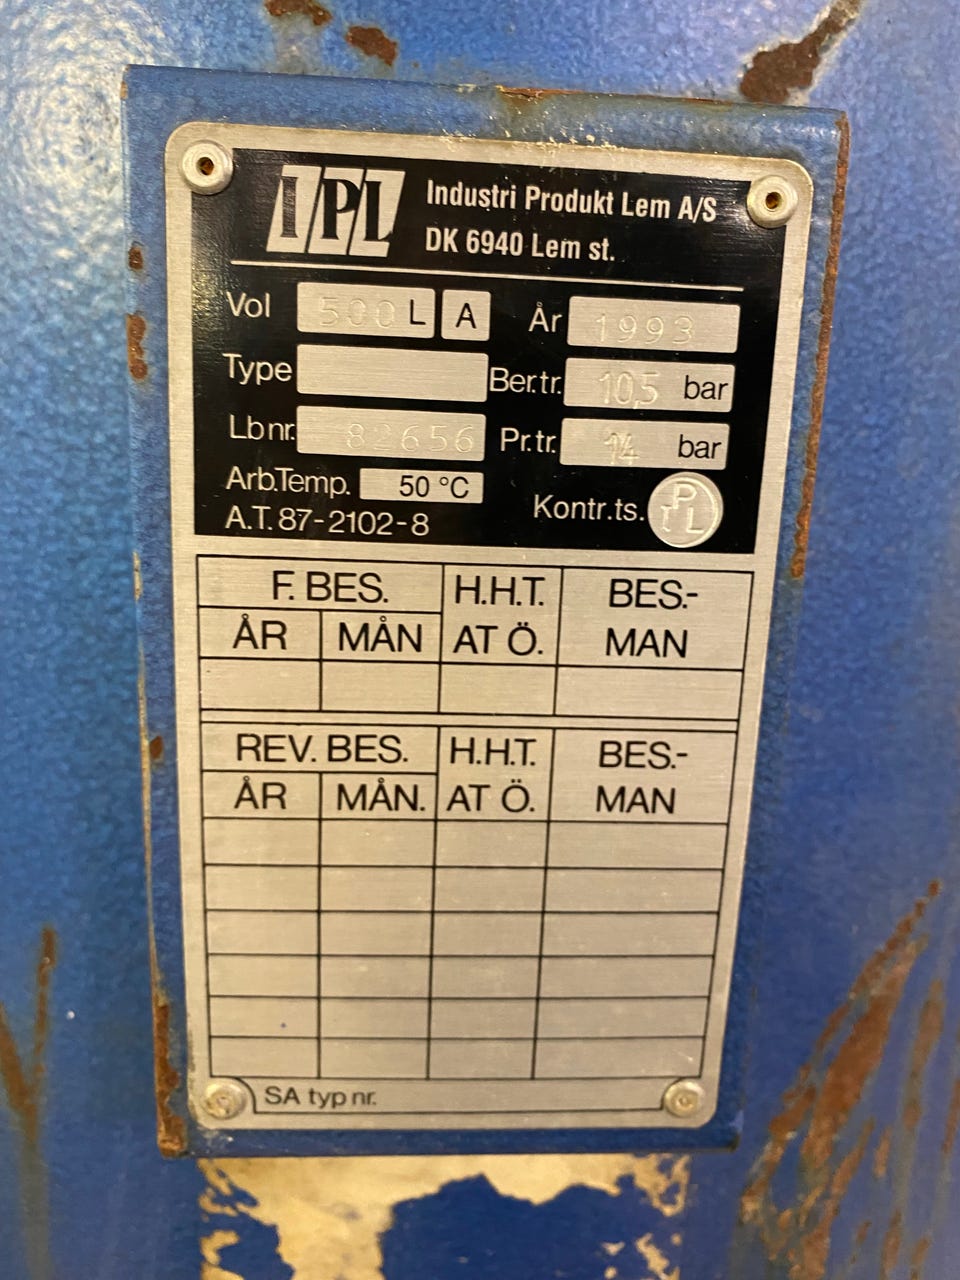 IPL Industri Produkt Lem A/S
DK 6940 Lem st.
Vol 500 L A År 1993
Type Ber.tr. 10,5 bar
Lbnr. 82656 Pr.tr. 14 bar
Arb.Temp. 50 °C Kontr.ts. IPL
A.T. 87-2102-8
F. BES. H.H.T. BES.-
ÅR MÅN AT Ö. MAN
REV. BES. H.H.T. BES.-
ÅR MÅN. AT Ö. MAN
SA typ nr.